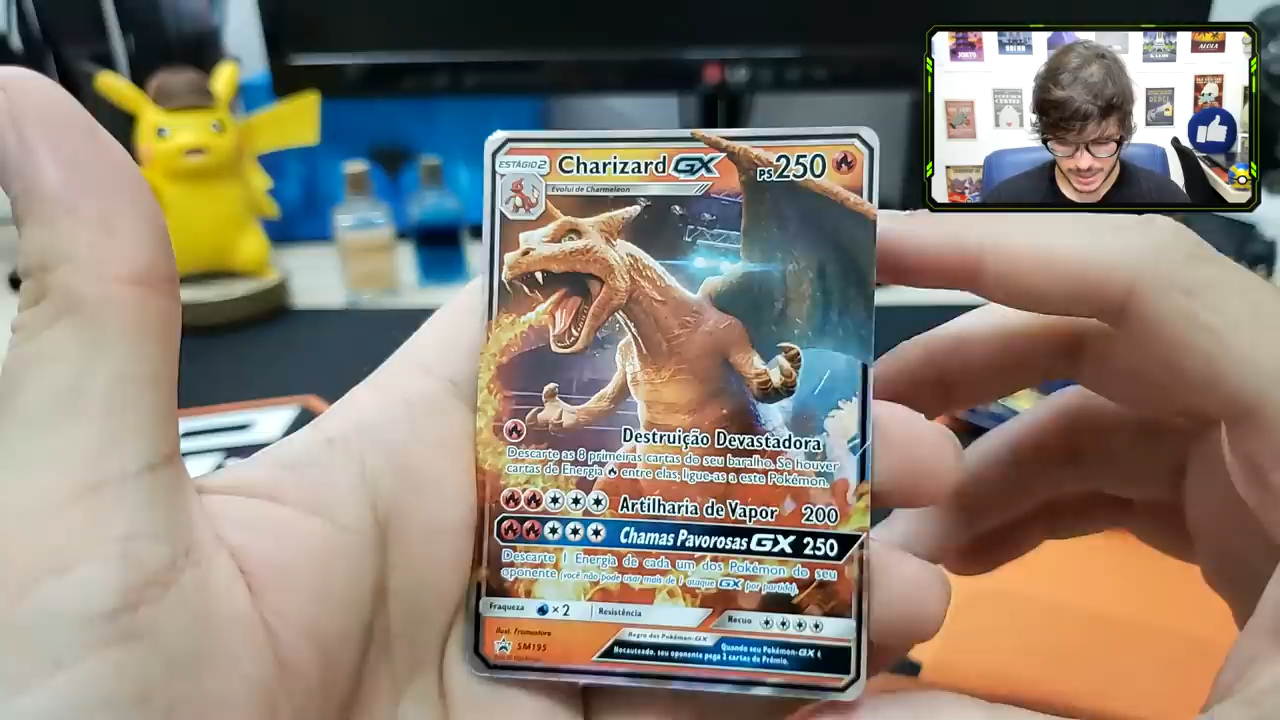 JOHTO
ALOLA
ESTÁGIO 2
Charizard GX
PS 250
Evolui de Charmeleon
Destruição Devastadora
Descarte as 8 primeiras cartas do seu baralho. Se houver
cartas de Energia entre elas, ligue-as a este Pokémon.
Artilharia de Vapor 200
Chamas Pavorosas GX 250
Descarte 1 Energia de cada um dos Pokémon do seu
oponente (você não pode usar mais de 1 ataque GX por partida).
Fraqueza ×2 Resistência Recuo
Ilust. Framestore
SM195
Regra dos Pokémon-GX
Quando seu Pokémon-GX é
Nocauteado, seu oponente pega 2 cartas de Prêmio.